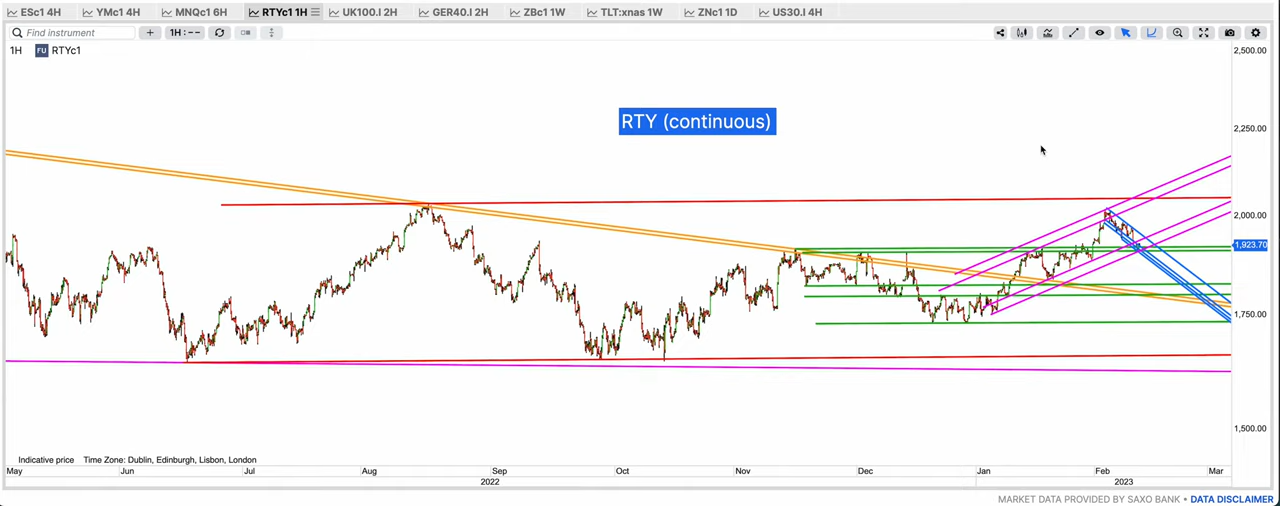 ESc1 4H YMc1 4H MNQc1 6H RTYc1 1H UK100.I 2H GER40.I 2H ZBc1 1W TLT:xnas 1W ZNc1 1D US30.I 4H
Find instrument 1H: --
1H FU RTYc1
2,500.00
RTY (continuous)
2,250.00
2,000.00
1,923.70
1,750.00
1,500.00
Indicative price Time Zone: Dublin, Edinburgh, Lisbon, London
May Jun Jul Aug Sep Oct Nov Dec Jan Feb Mar
2022 2023
MARKET DATA PROVIDED BY SAXO BANK • DATA DISCLAIMER